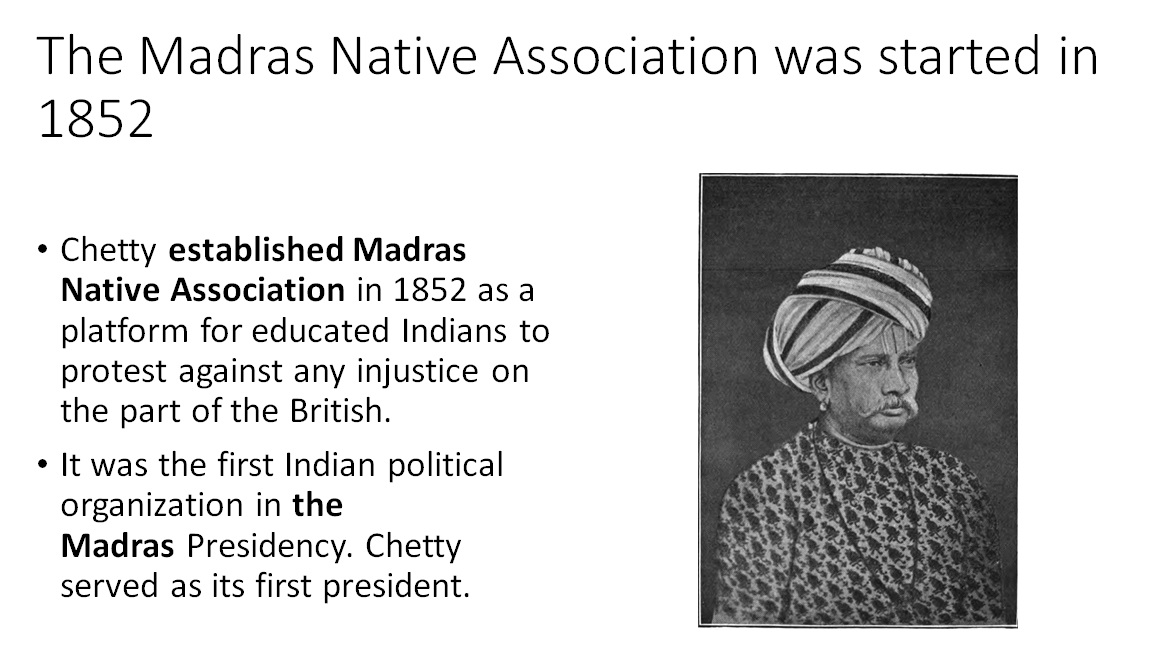 The Madras Native Association was started in
1852
• Chetty established Madras
Native Association in 1852 as a
platform for educated Indians to
protest against any injustice on
the part of the British.
• It was the first Indian political
organization in the
Madras Presidency. Chetty
served as its first president.